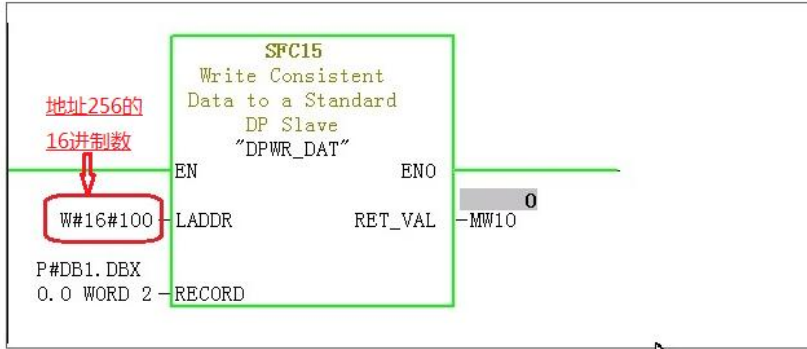 SFC15
Write Consistent
Data to a Standard
DP Slave
"DPWR_DAT"
地址256的
16进制数
EN ENO
0
W#16#100 LADDR RET_VAL MW10
P#DB1.DBX
0.0 WORD 2 RECORD